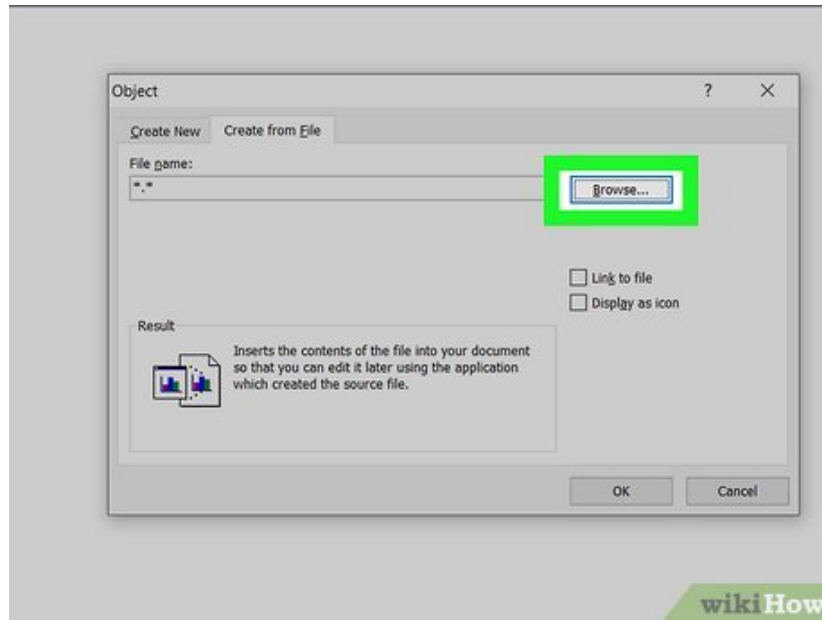 Object ?
Create New Create from File
File name:
*.*
Browse...
Link to file
Display as icon
Result
Inserts the contents of the file into your document
so that you can edit it later using the application
which created the source file.
OK Cancel
wikiHow